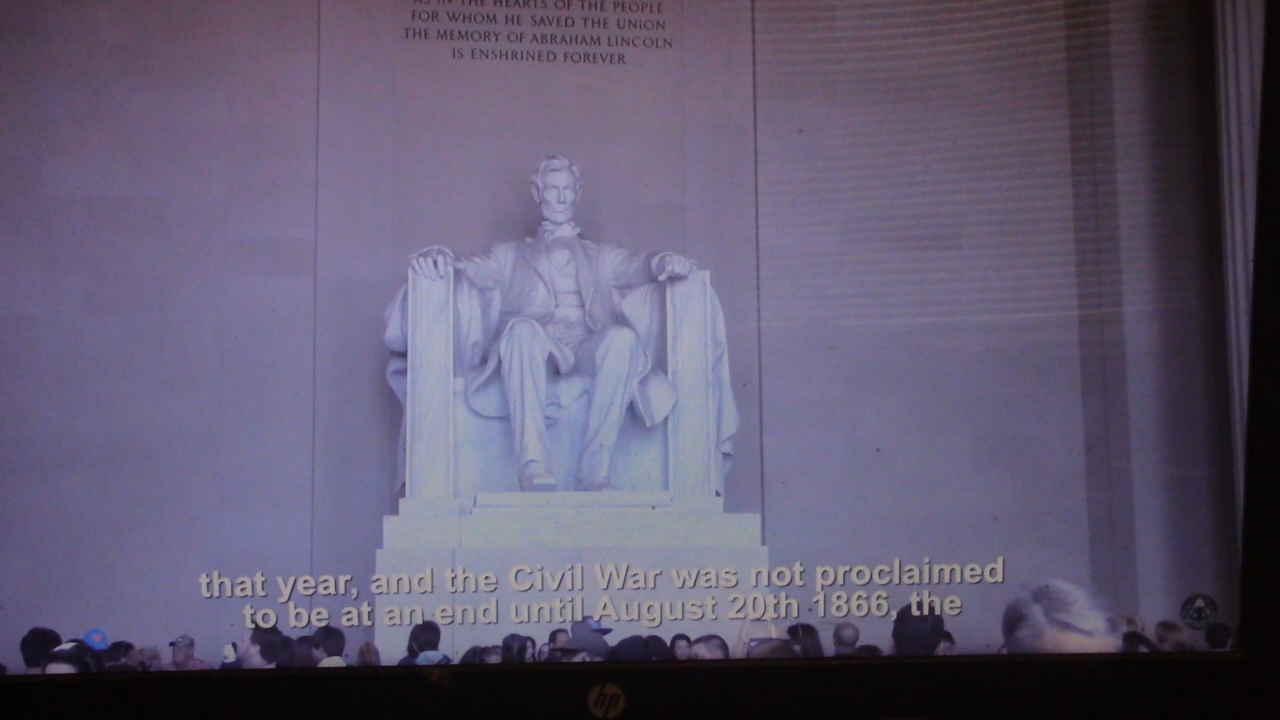 AS IN THE HEARTS OF THE PEOPLE
FOR WHOM HE SAVED THE UNION
THE MEMORY OF ABRAHAM LINCOLN
IS ENSHRINED FOREVER
that year, and the Civil War was not proclaimed
to be at an end until August 20th 1866, the
hp